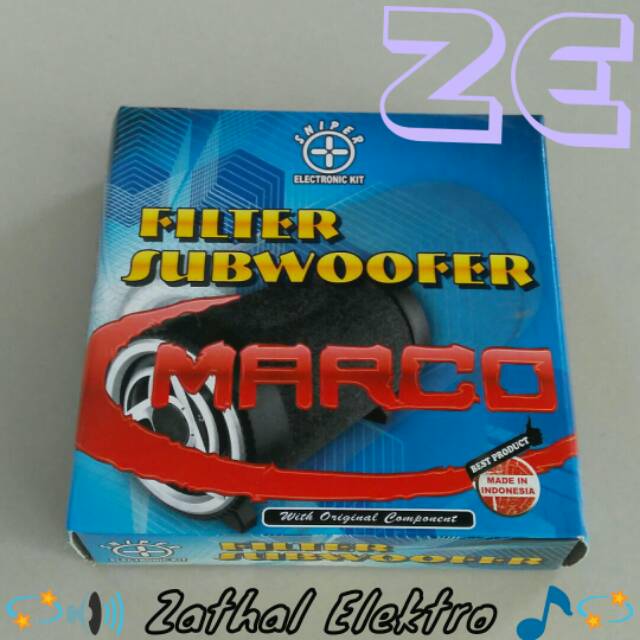 ZE
SNIPER
ELECTRONIC KIT
FILTER
SUBWOOFER
MARCO
BEST PRODUCT
MADE IN
INDONESIA
With Original Component
SNIPER
ELECTRONIC KIT
FILTER
SUBWOOFER
Zathal Elektro